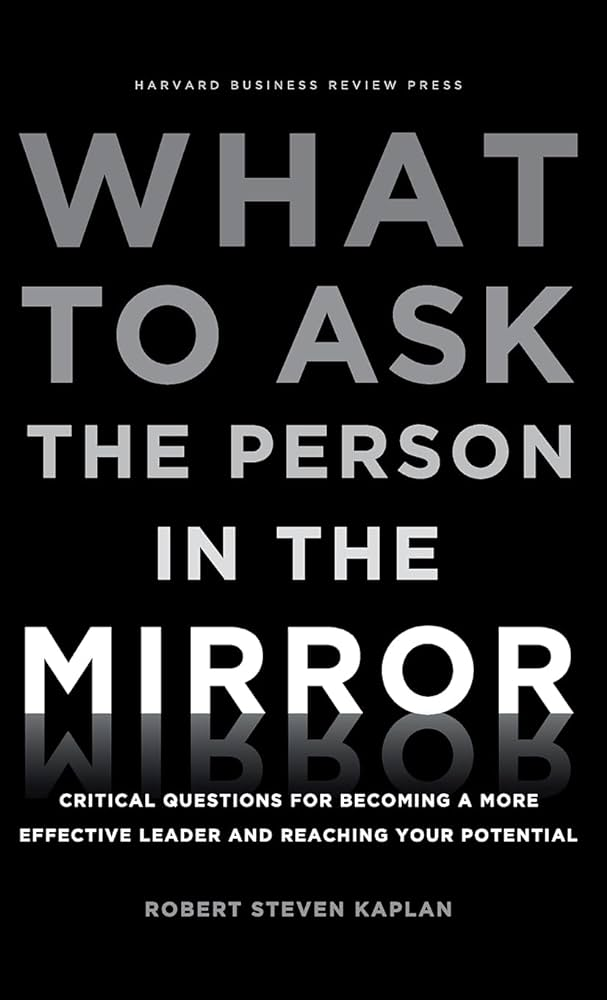 HARVARD BUSINESS REVIEW PRESS
WHAT
TO ASK
THE PERSON
IN THE
MIRROR
CRITICAL QUESTIONS FOR BECOMING A MORE
EFFECTIVE LEADER AND REACHING YOUR POTENTIAL
ROBERT STEVEN KAPLAN